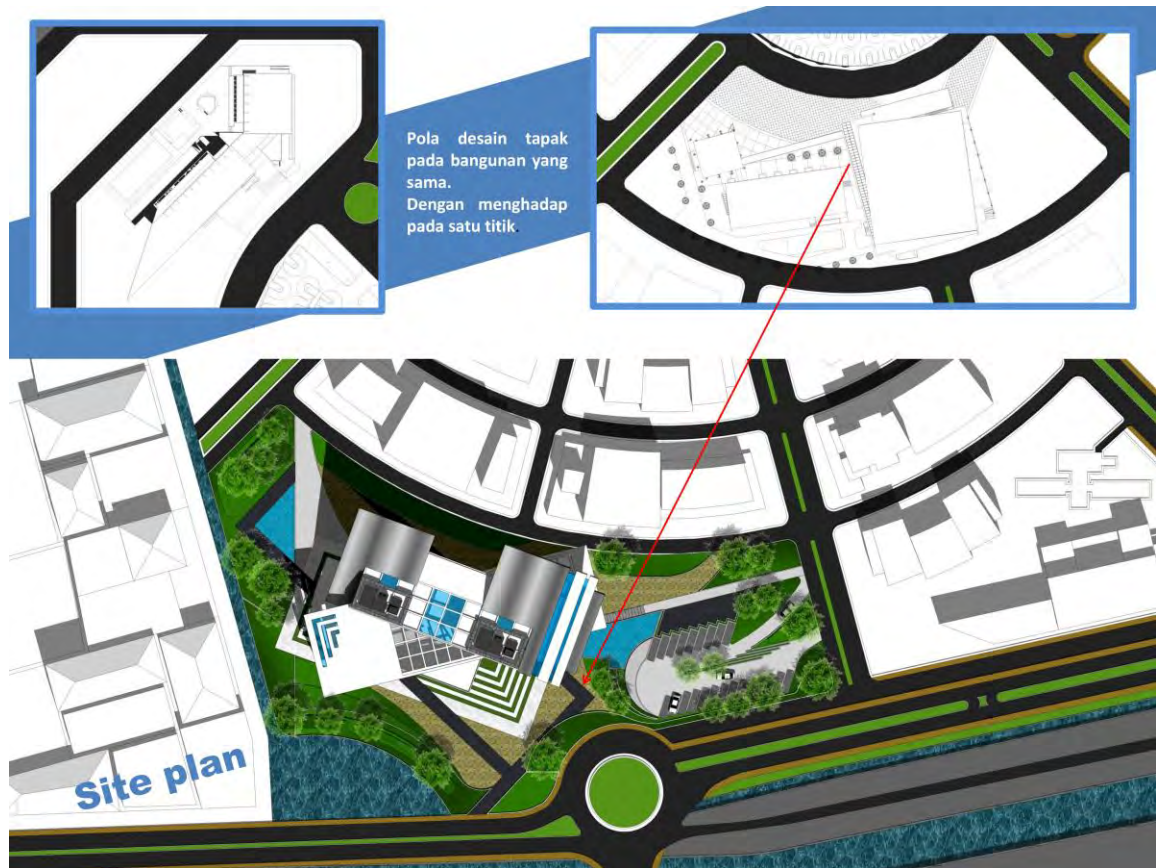 Pola desain tapak
pada bangunan yang
sama.
Dengan menghadap
pada satu titik.
Site plan